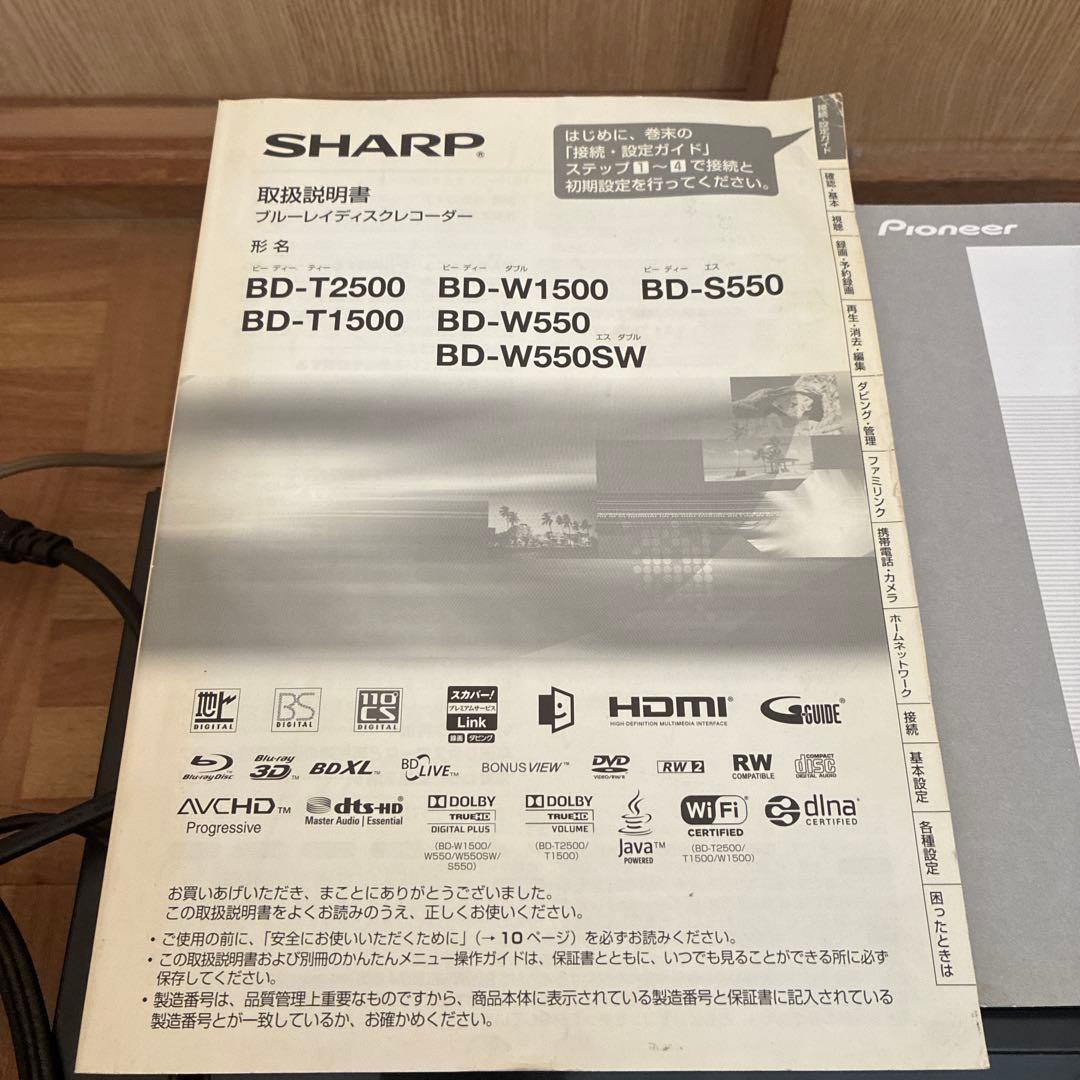 SHARP®
はじめに、巻末の
「接続・設定ガイド」
ステップ1～4で接続と
初期設定を行ってください。
取扱説明書
ブルーレイディスクレコーダー
形名
ビー ディー ティー
BD-T2500
BD-T1500
ビー ディー ダブル
BD-W1500
BD-W550
エス ダブル
BD-W550SW
ビー ディー エス
BD-S550
接続・設定ガイド
確認・基本
視聴
録画・予約録画
再生・消去・編集
ダビング・管理
ファミリンク
携帯電話・カメラ
ホームネットワーク
接続
基本設定
各種設定
困ったときは
Pioneer
地上
DIGITAL
BS
DIGITAL
110°
CS
DIGITAL
スカパー!
プレミアムサービス
Link
録画 ダビング
HDMI®
HIGH-DEFINITION MULTIMEDIA INTERFACE
G-GUIDE®
Blu-ray Disc™
Blu-ray
3D™
BDXL™
BD LIVE™
BONUSVIEW™
DVD
VIDEO/RW/R
RW2
RW
COMPATIBLE
COMPACT
disc
DIGITAL AUDIO
AVCHD™
Progressive
dts-HD
Master Audio | Essential
DOLBY
TRUEHD
DIGITAL PLUS
(BD-W1500/
W550/W550SW/
S550)
DOLBY
TRUEHD
VOLUME
(BD-T2500/
T1500)
Java™
POWERED
Wi Fi
CERTIFIED
(BD-T2500/
T1500/W1500)
dlna
CERTIFIED
お買いあげいただき、まことにありがとうございました。
この取扱説明書をよくお読みのうえ、正しくお使いください。
・ご使用の前に、「安全にお使いいただくために」(→10ページ)を必ずお読みください。
・この取扱説明書および別冊のかんたんメニュー操作ガイドは、保証書とともに、いつでも見ることができる所に必ず
保存してください。
・製造番号は、品質管理上重要なものですから、商品本体に表示されている製造番号と保証書に記入されている
製造番号とが一致しているか、お確かめください。